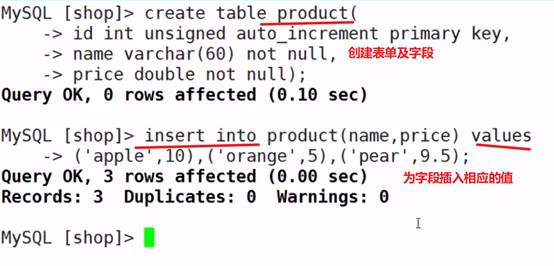 MySQL [shop]> create table product(
    -> id int unsigned auto_increment primary key,
    -> name varchar(60) not null, 创建表单及字段
    -> price double not null);
Query OK, 0 rows affected (0.10 sec)
MySQL [shop]> insert into product(name,price) values
    -> ('apple',10),('orange',5),('pear',9.5);
Query OK, 3 rows affected (0.00 sec) 为字段插入相应的值
Records: 3  Duplicates: 0  Warnings: 0
MySQL [shop]>